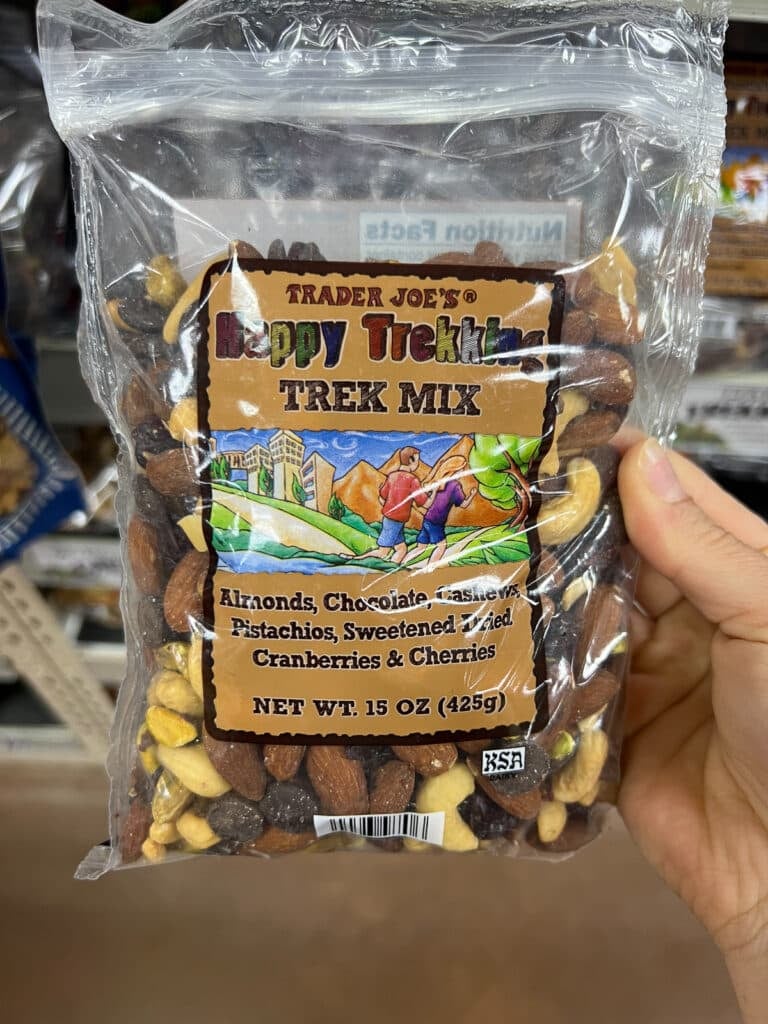 Nutrition Facts
TRADER JOE'S®
Happy Trekking
TREK MIX
Almonds, Chocolate, Cashews,
Pistachios, Sweetened Dried
Cranberries & Cherries
NET WT. 15 OZ (425g)
KSA
DAIRY